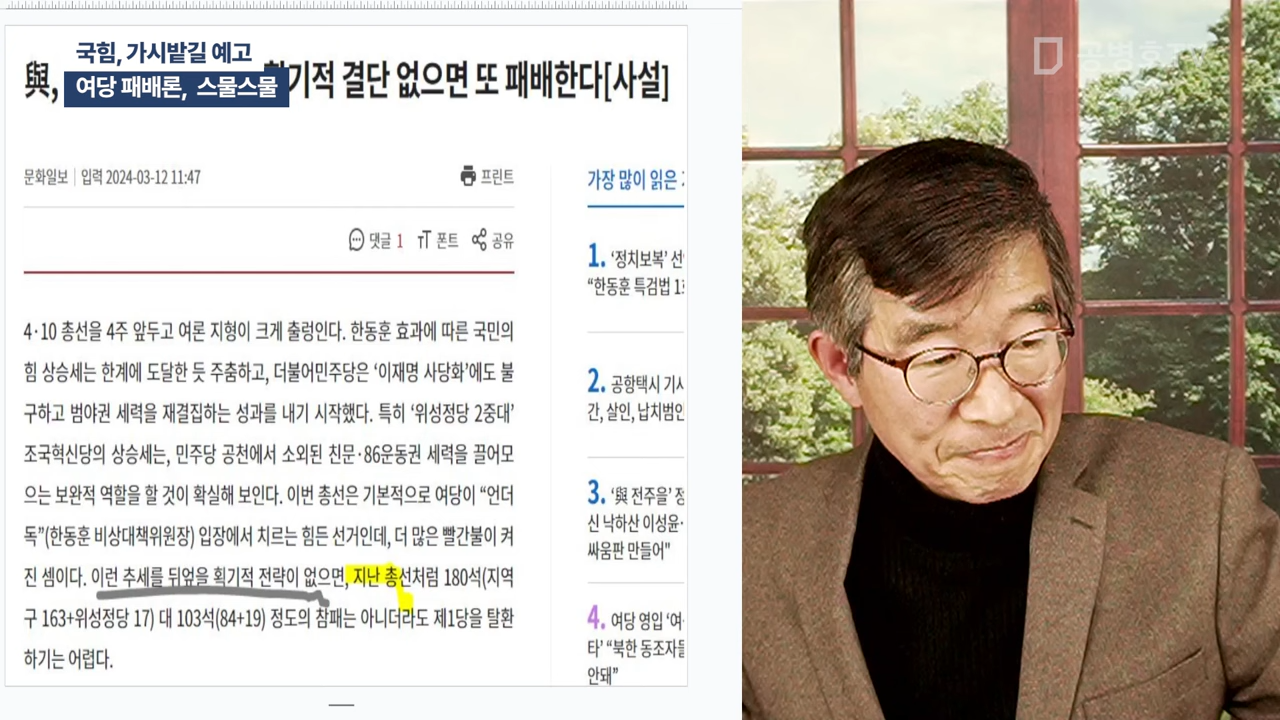 국힘, 가시밭길 예고
여당 패배론, 스물스물
與,
획기적 결단 없으면 또 패배한다[사설]
문화일보 | 입력 2024-03-12 11:47
프린트
댓글 1 폰트 공유
4·10 총선을 4주 앞두고 여론 지형이 크게 출렁인다. 한동훈 효과에 따른 국민의
힘 상승세는 한계에 도달한 듯 주춤하고, 더불어민주당은 ‘이재명 사당화’에도 불
구하고 범야권 세력을 재결집하는 성과를 내기 시작했다. 특히 ‘위성정당 2중대’
조국혁신당의 상승세는, 민주당 공천에서 소외된 친문·86운동권 세력을 끌어모
으는 보완적 역할을 할 것이 확실해 보인다. 이번 총선은 기본적으로 여당이 “언더
독”(한동훈 비상대책위원장) 입장에서 치르는 힘든 선거인데, 더 많은 빨간불이 켜
진 셈이다. 이런 추세를 뒤엎을 획기적 전략이 없으면, 지난 총선처럼 180석(지역
구 163+위성정당 17) 대 103석(84+19) 정도의 참패는 아니더라도 제1당을 탈환
하기는 어렵다.
가장 많이 읽은
1. ‘정치보복’ 선
“한동훈 특검법 1
2. 공항택시 기사
간, 살인, 납치범인
3. ‘與 전주을’ 정
신 낙하산 이성윤·
싸움판 만들어"
4. 여당 영입 ‘여
타’ “북한 동조자들
안돼”
공병호